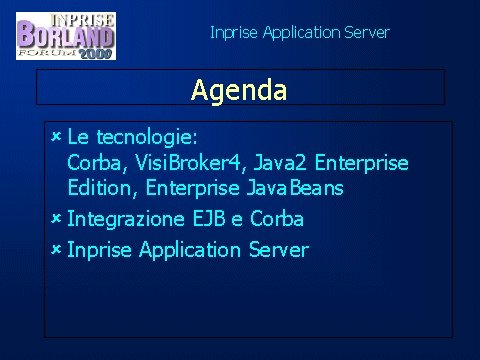 INPRISE
BORLAND
FORUM 2000
Inprise Application Server
Agenda
Le tecnologie:
Corba, VisiBroker4, Java2 Enterprise
Edition, Enterprise JavaBeans
Integrazione EJB e Corba
Inprise Application Server